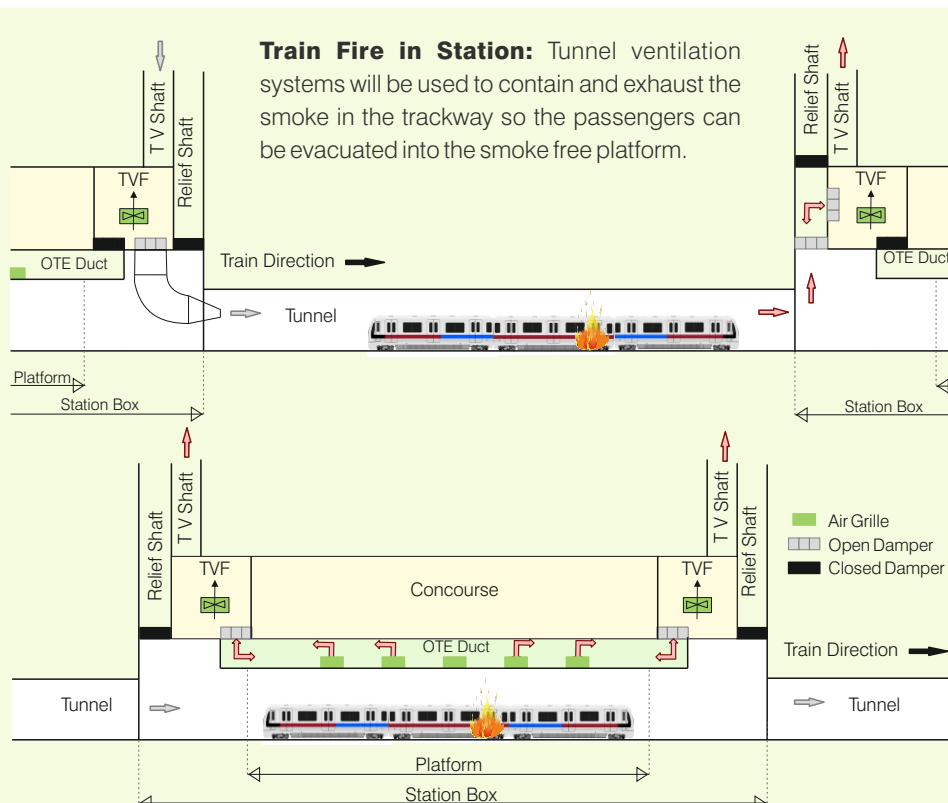 Train Fire in Station: Tunnel ventilation
systems will be used to contain and exhaust the
smoke in the trackway so the passengers can
be evacuated into the smoke free platform.
T V Shaft
Relief Shaft
TVF
OTE Duct
Train Direction
Tunnel
Platform
Station Box
Relief Shaft
T V Shaft
TVF
OTE Duct
Station Box
Relief Shaft
T V Shaft
TVF
Concourse
OTE Duct
TVF
T V Shaft
Relief Shaft
Air Grille
Open Damper
Closed Damper
Train Direction
Tunnel
Tunnel
Platform
Station Box